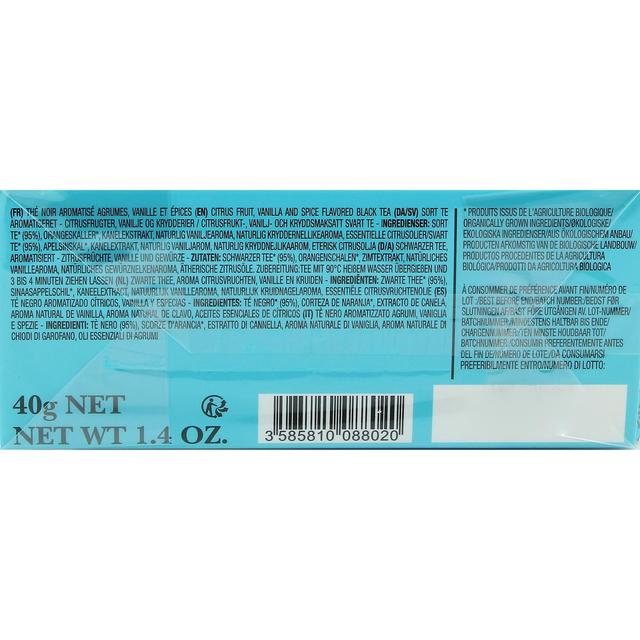 (FR) THÉ NOIR AROMATISÉ AGRUMES, VANILLE ET ÉPICES (EN) CITRUS FRUIT, VANILLA AND SPICE FLAVORED BLACK TEA (DA/SV) SORT TE
AROMATICERET - CITRUSFRUGTER, VANILJE OG KRYDDERIER / CITRUFRUKT-, VANILJ- OCH KRYDDSMAKSATT SVART TE - INGREDIENSER: SORT
TE* (95%), ORANGESKALLER*, KANELEKSTRAKT, NATURLIG VANILJEAROMA, NATURLIG KRYDDERNELLIKEAROMA, ESSENTIELLE CITRUSOLIER/SVART
TE* (95%), APELSINSKAL*, KANELEXTRAKT, NATURLIG VANILJAROM, NATURLIG KRYDDNEJLIKAAROM, ETERISK CITRUSOLJA (D/A) SCHWARZER TEE,
AROMATISIERT - ZITRUSFRÜCHTE, VANILLE UND GEWÜRZE - ZUTATEN: SCHWARZER TEE* (95%), ORANGENSCHALEN*, ZIMTEXTRAKT, NATÜRLICHES
VANILLEAROMA, NATÜRLICHES GEWÜRZNELKENAROMA, ÄTHERISCHE ZITRUSÖLE. ZUBEREITUNG: TEE MIT 90°C HEIßEM WASSER ÜBERGIEßEN UND
3 BIS 4 MINUTEN ZIEHEN LASSEN (NL) ZWARTE THEE, AROMA CITRUSVRUCHTEN, VANILLE EN KRUIDEN - INGREDIËNTEN: ZWARTE THEE* (95%),
SINAASAPPELSCHIL*, KANEELEXTRACT, NATUURLIJK VANILLEAROMA, NATUURLIJK KRUIDNAGELAROMA, ESSENTIËLE CITRUSVRUCHTENOLIE (ES)
TÉ NEGRO AROMATIZADO CÍTRICOS, VANILLA Y ESPECIAS - INGREDIENTES: TÉ NEGRO* (95%), CORTEZA DE NARANJA*, EXTRACTO DE CANELA,
AROMA NATURAL DE VAINILLA, AROMA NATURAL DE CLAVO, ACEITES ESENCIALES DE CÍTRICOS (IT) TÈ NERO AROMATIZZATO AGRUMI, VANIGLIA
E SPEZIE - INGREDIENTI: TÈ NERO (95%), SCORZE D'ARANCIA*, ESTRATTO DI CANNELLA, AROMA NATURALE DI VANIGLIA, AROMA NATURALE DI
CHIODI DI GAROFANO, OLI ESSENZIALI DI AGRUMI
* PRODUITS ISSUS DE L'AGRICULTURE BIOLOGIQUE/
ORGANICALLY GROWN INGREDIENTS/ØKOLOGISKE/
EKOLOGISKA INGREDIENSER/AUS ÖKOLOGISCHEM ANBAU/
PRODUCTEN AFKOMSTIG VAN DE BIOLOGISCHE LANDBOUW/
PRODUCTOS PROCEDENTES DE LA AGRICULTURA
BIOLÓGICA/PRODOTTI DA AGRICOLTURA BIOLOGICA
À CONSOMMER DE PRÉFÉRENCE AVANT FIN/NUMÉRO DE
LOT :/BEST BEFORE END/BATCH NUMBER:/BEDST FØR
SLUTNINGEN AF/BAST FÖRE UTGÅNGEN AV, LOT-NUMMER/
BATCHNUMMER:/MINDESTENS HALTBAR BIS ENDE/
CHARGENNUMMER:/TEN MINSTE HOUDBAAR TOT/
BATCHNUMMER:/CONSUMIR PREFERENTEMENTE ANTES
DEL FIN DE/NÚMERO DE LOTE:/DA CONSUMARSI
PREFERIBILMENTE ENTRO/NUMERO DI LOTTO:
40g NET
NET WT 1.4 OZ.
3 585810 088020